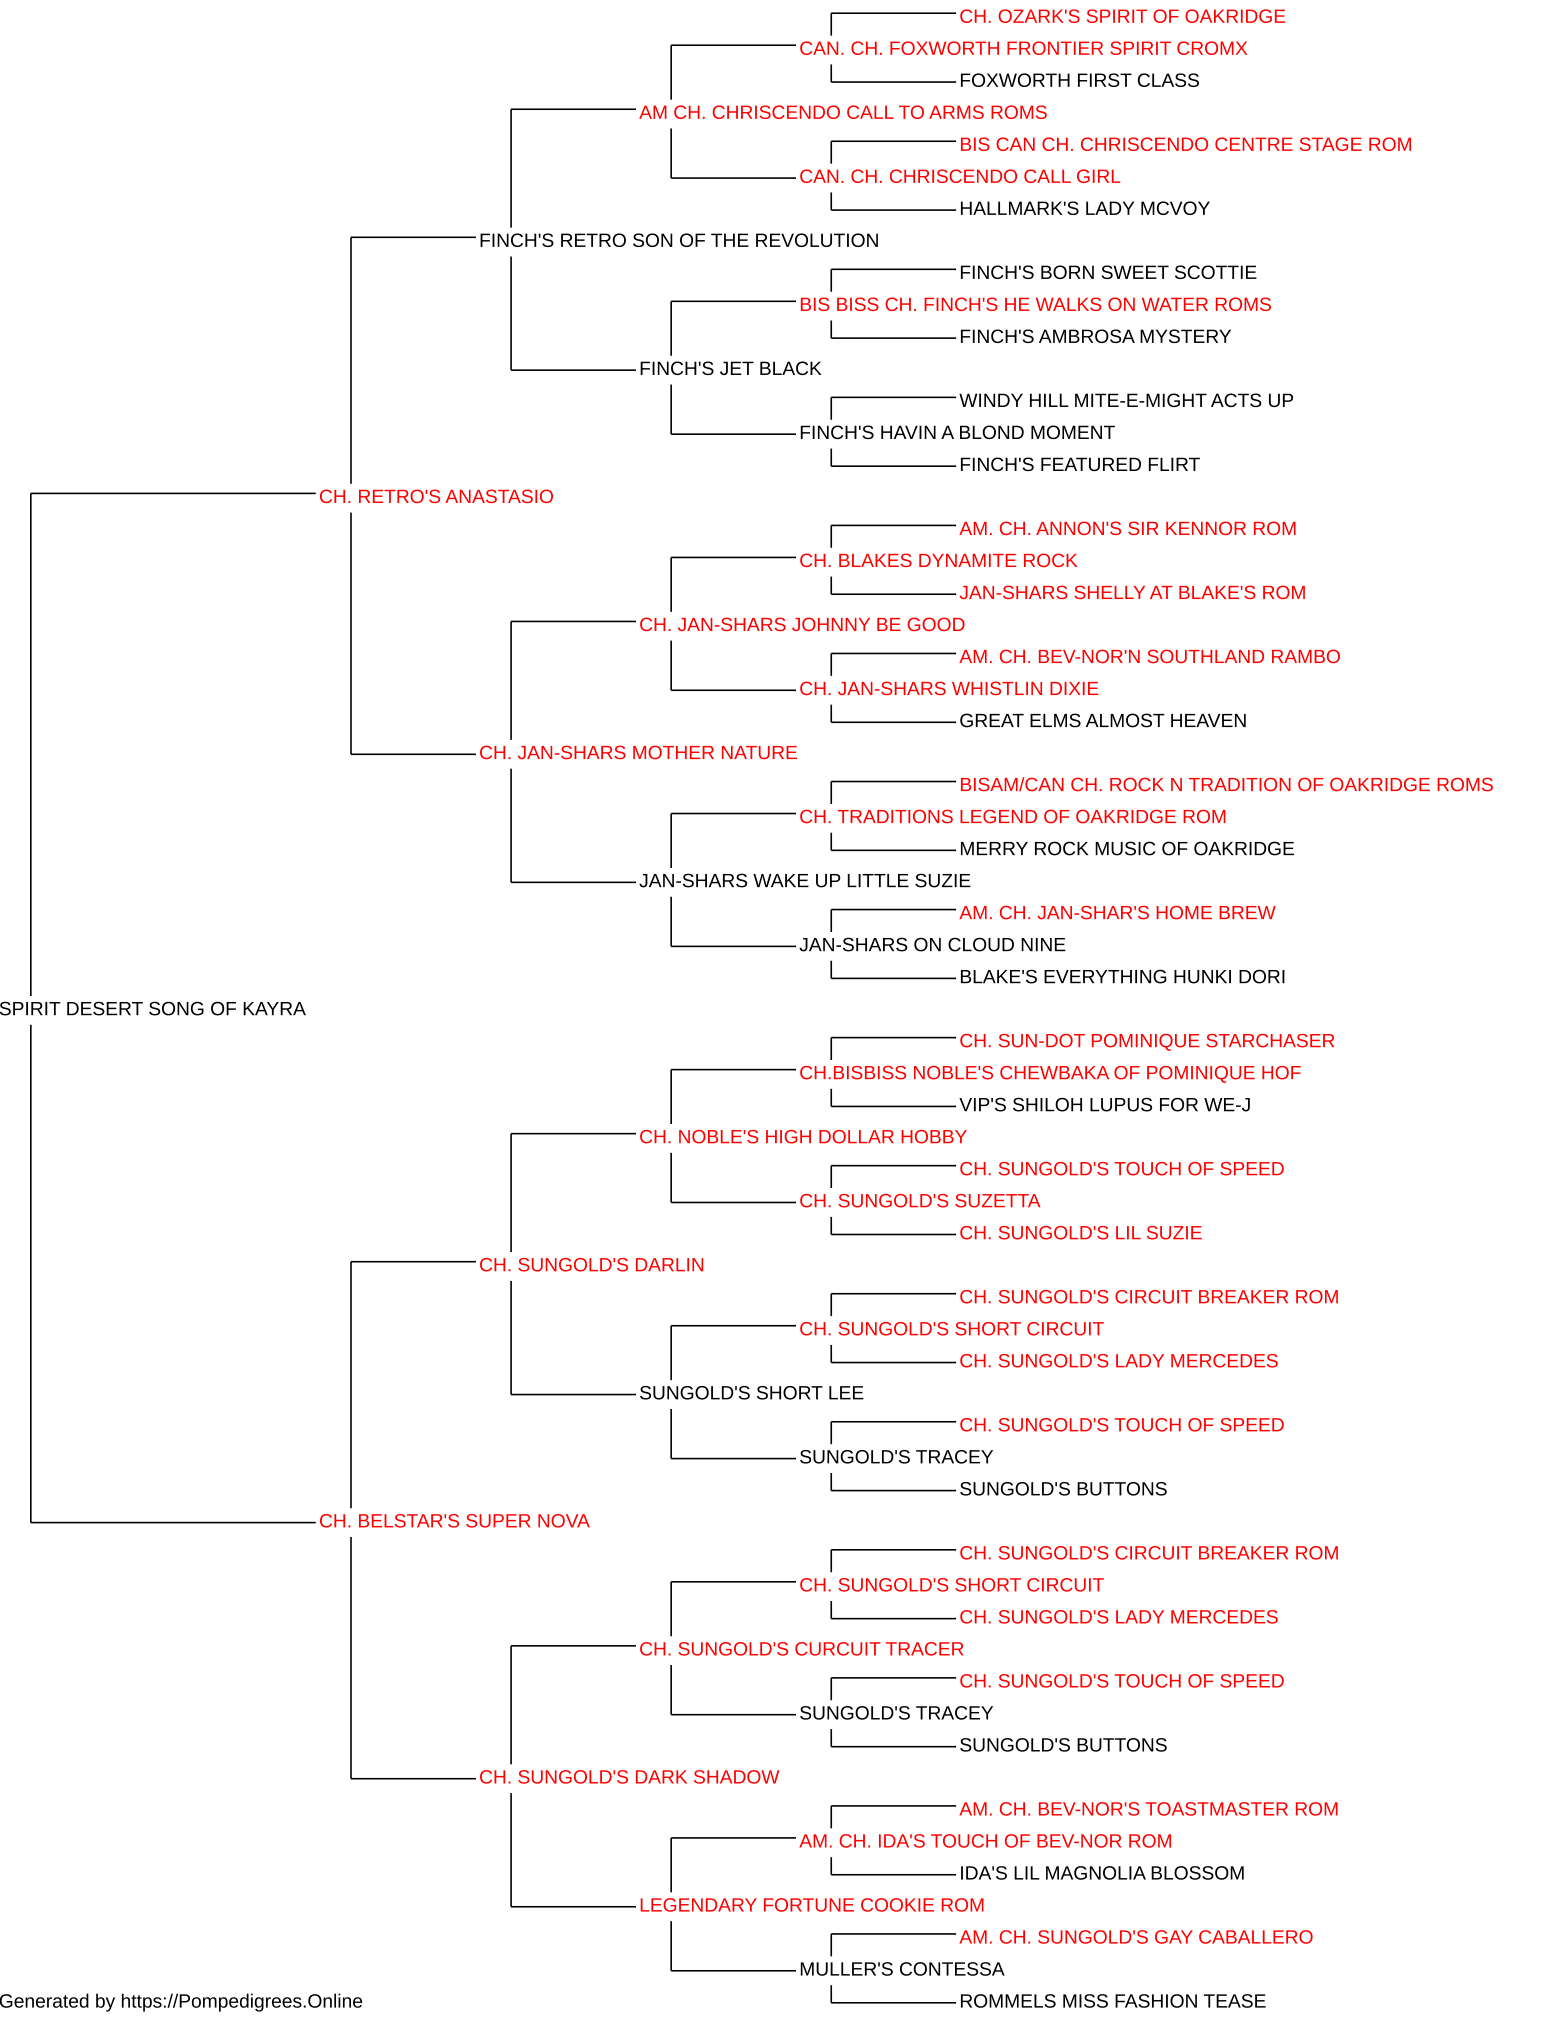 CH. OZARK'S SPIRIT OF OAKRIDGE
CAN. CH. FOXWORTH FRONTIER SPIRIT CROMX
FOXWORTH FIRST CLASS
AM CH. CHRISCENDO CALL TO ARMS ROMS
BIS CAN CH. CHRISCENDO CENTRE STAGE ROM
CAN. CH. CHRISCENDO CALL GIRL
HALLMARK'S LADY MCVOY
FINCH'S RETRO SON OF THE REVOLUTION
FINCH'S BORN SWEET SCOTTIE
BIS BISS CH. FINCH'S HE WALKS ON WATER ROMS
FINCH'S AMBROSA MYSTERY
FINCH'S JET BLACK
WINDY HILL MITE-E-MIGHT ACTS UP
FINCH'S HAVIN A BLOND MOMENT
FINCH'S FEATURED FLIRT
CH. RETRO'S ANASTASIO
AM. CH. ANNON'S SIR KENNOR ROM
CH. BLAKES DYNAMITE ROCK
JAN-SHARS SHELLY AT BLAKE'S ROM
CH. JAN-SHARS JOHNNY BE GOOD
AM. CH. BEV-NOR'N SOUTHLAND RAMBO
CH. JAN-SHARS WHISTLIN DIXIE
GREAT ELMS ALMOST HEAVEN
CH. JAN-SHARS MOTHER NATURE
BISAM/CAN CH. ROCK N TRADITION OF OAKRIDGE ROMS
CH. TRADITIONS LEGEND OF OAKRIDGE ROM
MERRY ROCK MUSIC OF OAKRIDGE
JAN-SHARS WAKE UP LITTLE SUZIE
AM. CH. JAN-SHAR'S HOME BREW
JAN-SHARS ON CLOUD NINE
BLAKE'S EVERYTHING HUNKI DORI
SPIRIT DESERT SONG OF KAYRA
CH. SUN-DOT POMINIQUE STARCHASER
CH.BISBISS NOBLE'S CHEWBAKA OF POMINIQUE HOF
VIP'S SHILOH LUPUS FOR WE-J
CH. NOBLE'S HIGH DOLLAR HOBBY
CH. SUNGOLD'S TOUCH OF SPEED
CH. SUNGOLD'S SUZETTA
CH. SUNGOLD'S LIL SUZIE
CH. SUNGOLD'S DARLIN
CH. SUNGOLD'S CIRCUIT BREAKER ROM
CH. SUNGOLD'S SHORT CIRCUIT
CH. SUNGOLD'S LADY MERCEDES
SUNGOLD'S SHORT LEE
CH. SUNGOLD'S TOUCH OF SPEED
SUNGOLD'S TRACEY
SUNGOLD'S BUTTONS
CH. BELSTAR'S SUPER NOVA
CH. SUNGOLD'S CIRCUIT BREAKER ROM
CH. SUNGOLD'S SHORT CIRCUIT
CH. SUNGOLD'S LADY MERCEDES
CH. SUNGOLD'S CURCUIT TRACER
CH. SUNGOLD'S TOUCH OF SPEED
SUNGOLD'S TRACEY
SUNGOLD'S BUTTONS
CH. SUNGOLD'S DARK SHADOW
AM. CH. BEV-NOR'S TOASTMASTER ROM
AM. CH. IDA'S TOUCH OF BEV-NOR ROM
IDA'S LIL MAGNOLIA BLOSSOM
LEGENDARY FORTUNE COOKIE ROM
AM. CH. SUNGOLD'S GAY CABALLERO
MULLER'S CONTESSA
ROMMELS MISS FASHION TEASE
Generated by https://Pompedigrees.Online